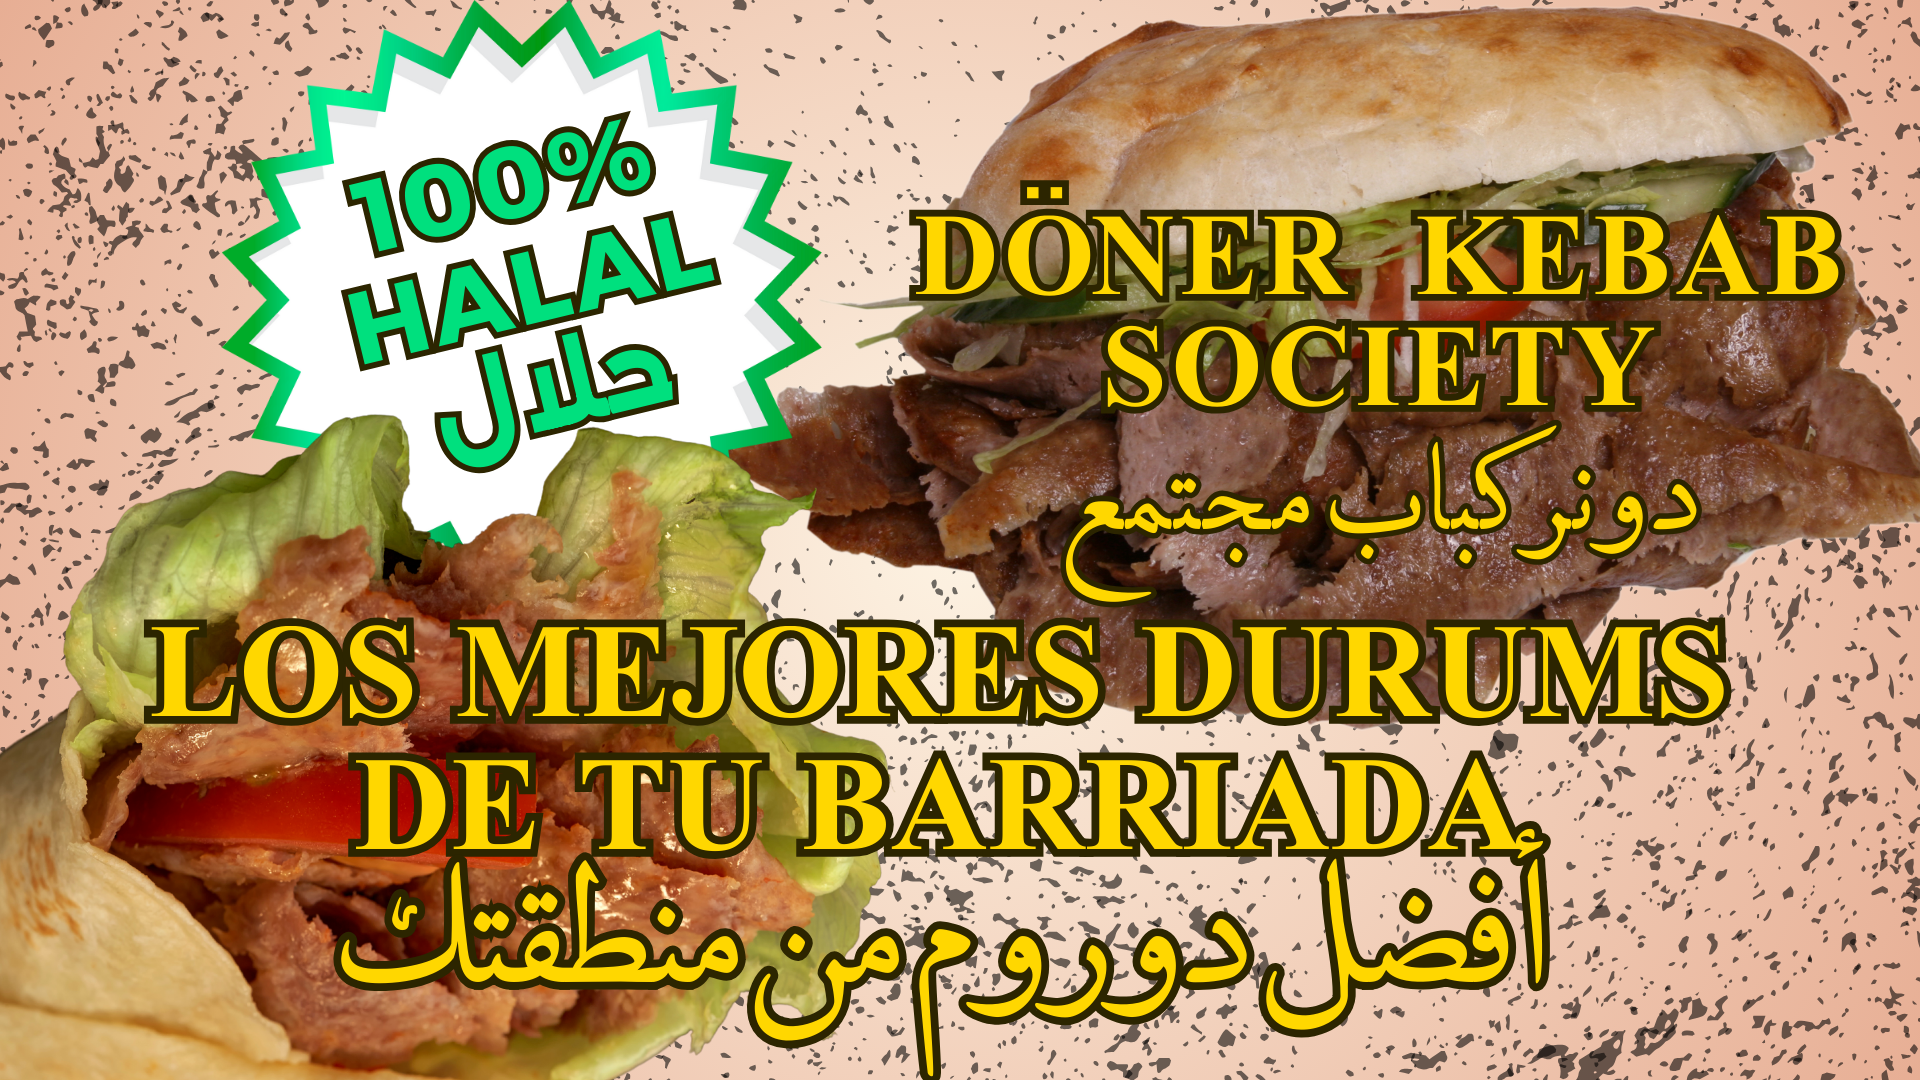 100%
HALAL
حلال
DÖNER KEBAB
SOCIETY
دونر كباب مجتمع
LOS MEJORES DURUMS
DE TU BARRIADA
أفضل دوروم من منطقتك